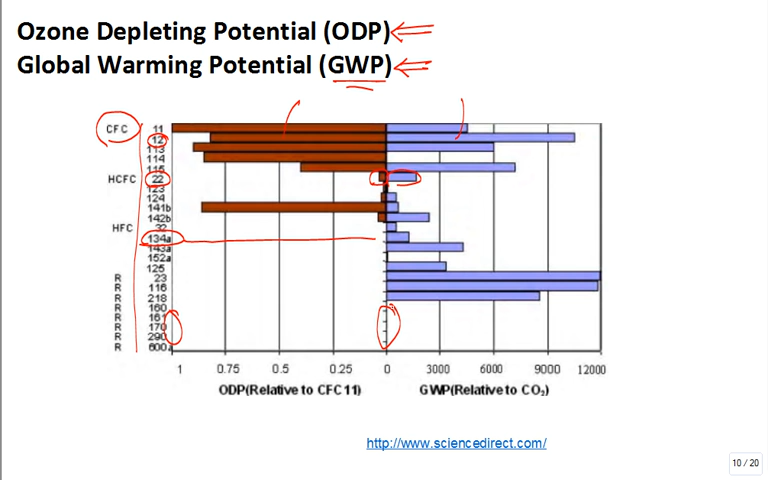 Ozone Depleting Potential (ODP)
Global Warming Potential (GWP)
CFC 11
12
113
114
115
HCFC 22
123
124
141b
142b
HFC 32
134a
143a
152a
125
R 23
R 116
R 218
R 160
R 161
R 170
R 290
R 600a
1 0.75 0.5 0.25 0 3000 6000 9000 12000
ODP(Relative to CFC 11) GWP(Relative to CO₂)
http://www.sciencedirect.com/
10 / 20